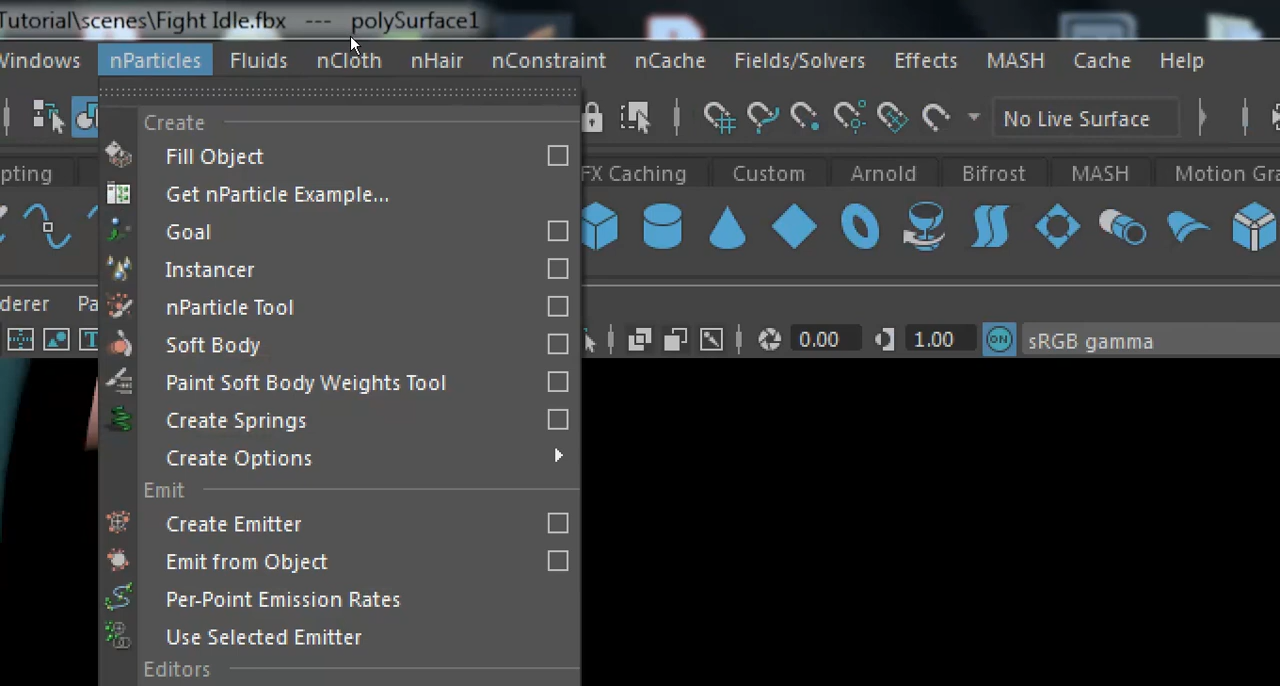 Tutorial\scenes\Fight Idle.fbx --- polySurface1
Windows nParticles Fluids nCloth nHair nConstraint nCache Fields/Solvers Effects MASH Cache Help
No Live Surface
pting FX Caching Custom Arnold Bifrost MASH Motion Gra
derer Pa
0.00 1.00 ON sRGB gamma
Create
Fill Object
Get nParticle Example...
Goal
Instancer
nParticle Tool
Soft Body
Paint Soft Body Weights Tool
Create Springs
Create Options
Emit
Create Emitter
Emit from Object
Per-Point Emission Rates
Use Selected Emitter
Editors